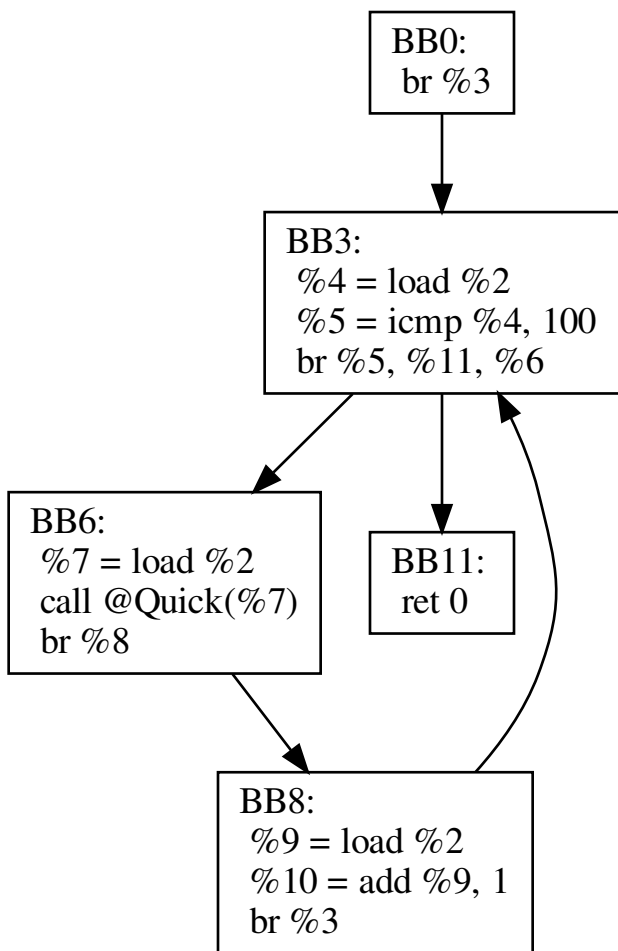 BB0:
br %3
BB3:
%4 = load %2
%5 = icmp %4, 100
br %5, %11, %6
BB6:
%7 = load %2
call @Quick(%7)
br %8
BB11:
ret 0
BB8:
%9 = load %2
%10 = add %9, 1
br %3